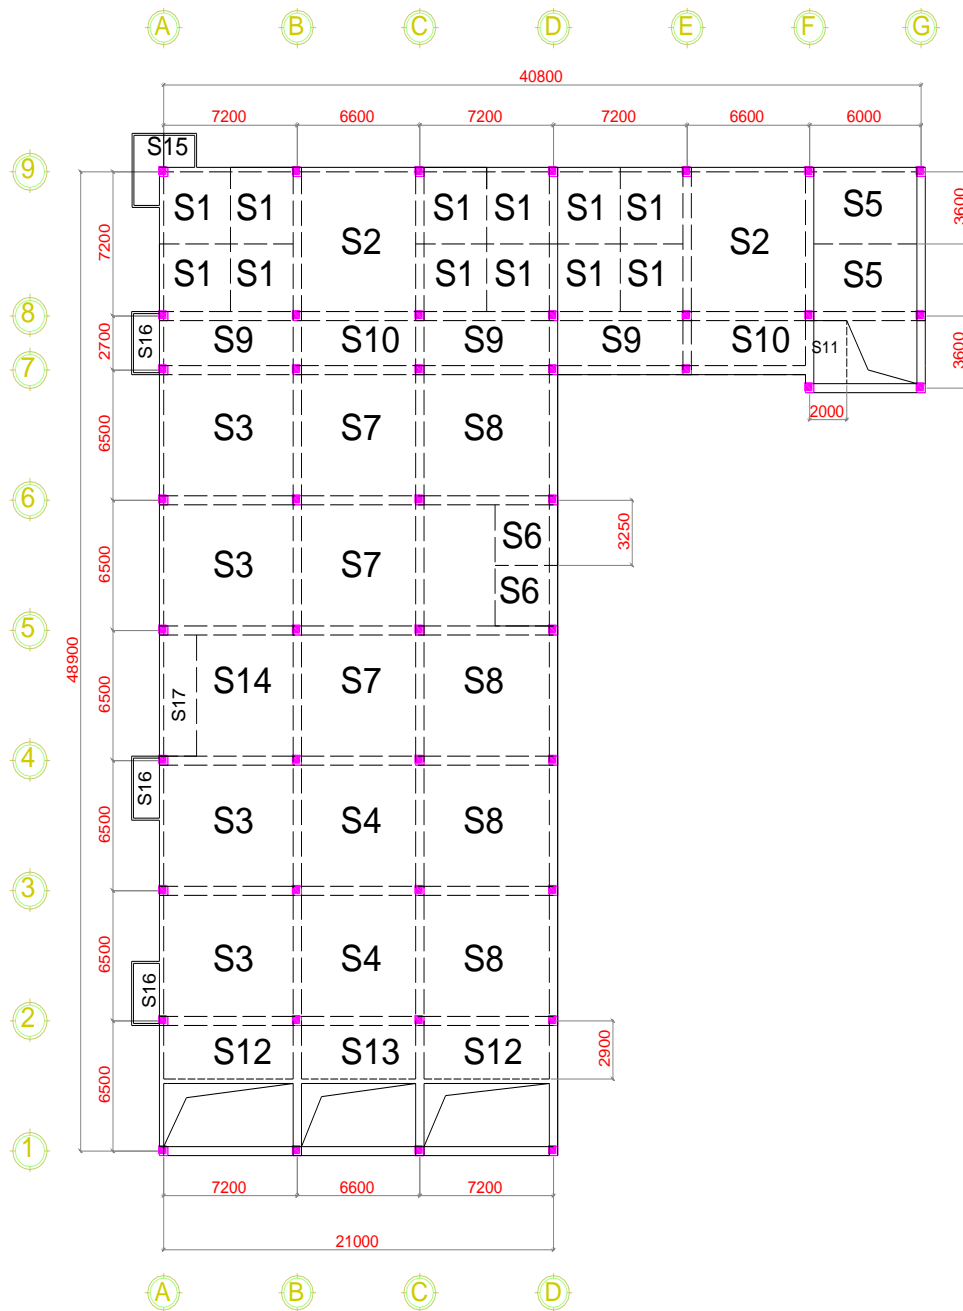 A B C D E F G
40800
7200 6600 7200 7200 6600 6000
S15
9
S1 S1 S1 S1 S1 S1 S5 3600
7200 S2 S2
S1 S1 S1 S1 S1 S1 S5
8
2700 S16 S9 S10 S9 S9 S10 S11 3600
7
2000
6500 S3 S7 S8
6
S6 3250
6500 S3 S7
S6
5
48900 6500 S17 S14 S7 S8
4
S16
6500 S3 S4 S8
3
6500 S3 S4 S8
S16
2
S12 S13 S12 2900
6500
1
7200 6600 7200
21000
A B C D